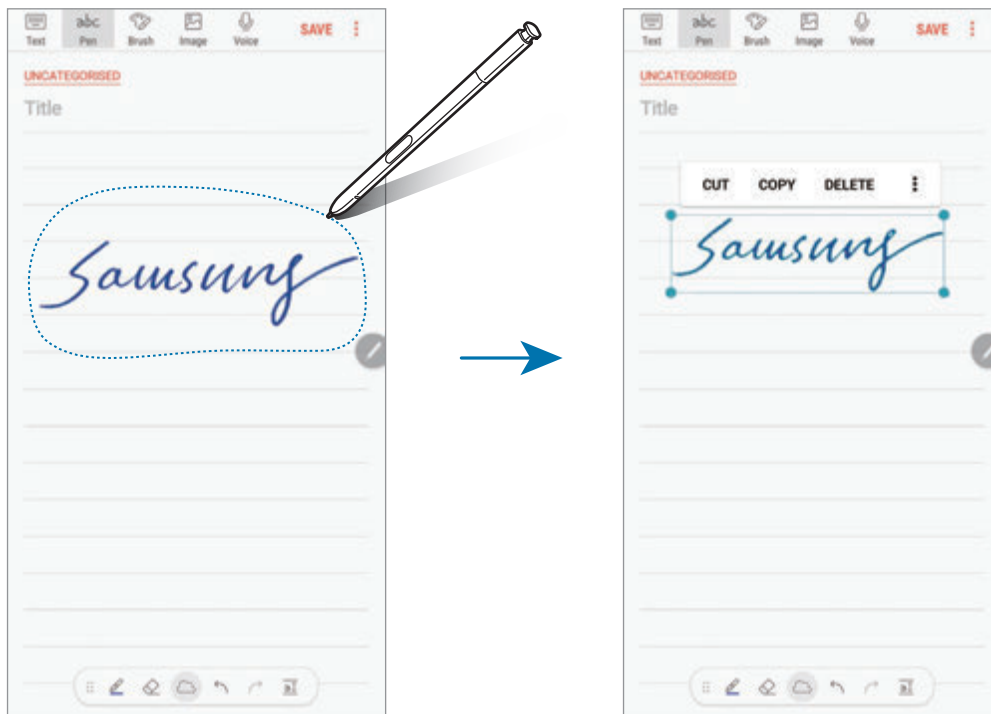 abc
Text Pen Brush Image Voice SAVE
UNCATEGORISED
Title
Samsung
abc
Text Pen Brush Image Voice SAVE
UNCATEGORISED
Title
CUT COPY DELETE
Samsung